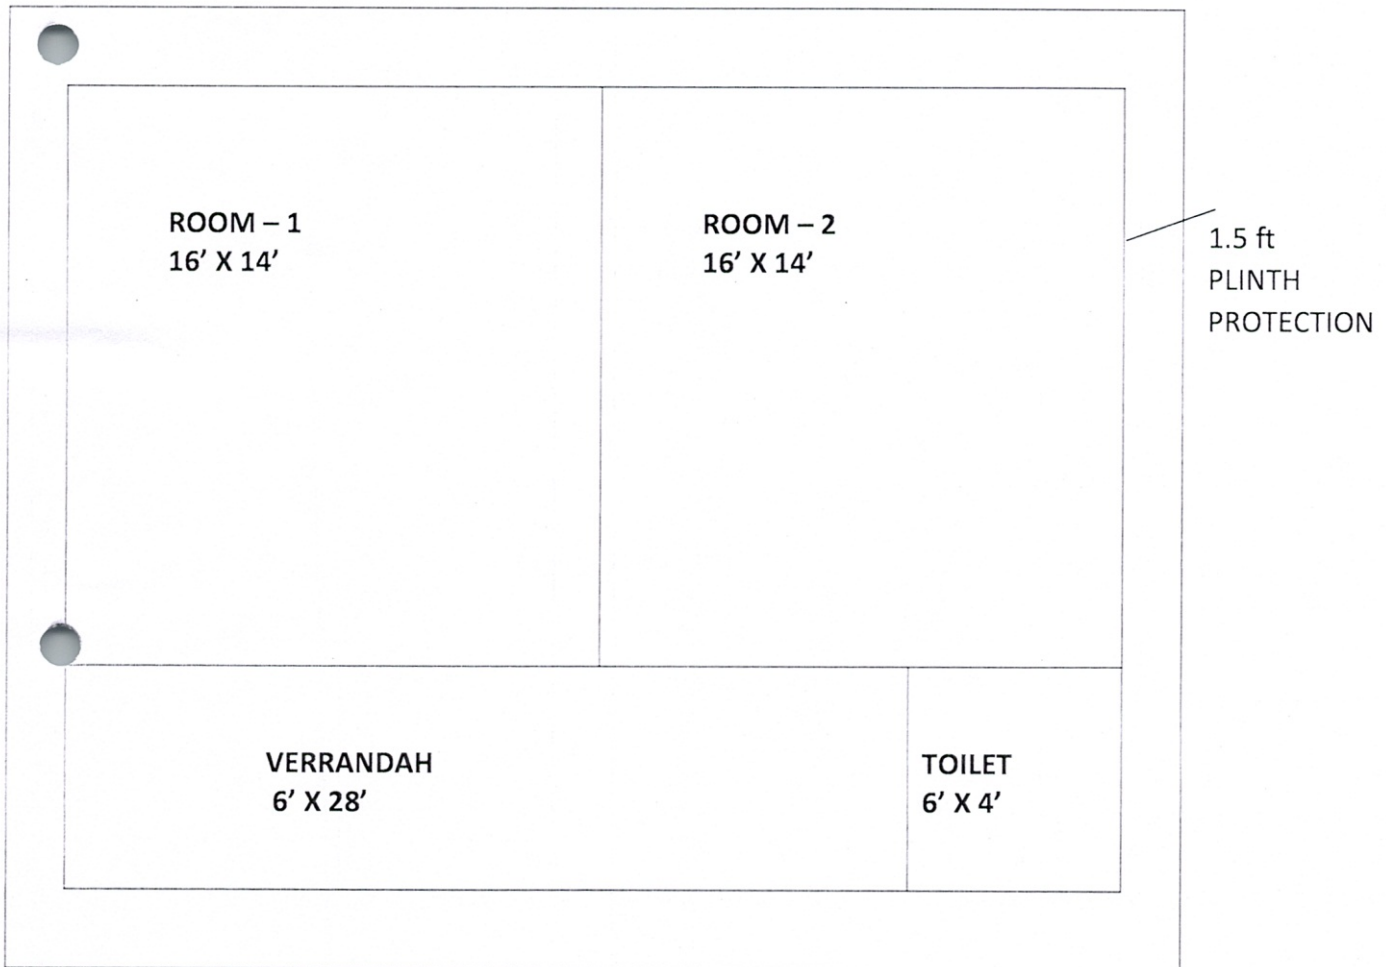 ROOM – 1
16’ X 14’
ROOM – 2
16’ X 14’
1.5 ft
PLINTH
PROTECTION
VERRANDAH
6’ X 28’
TOILET
6’ X 4’